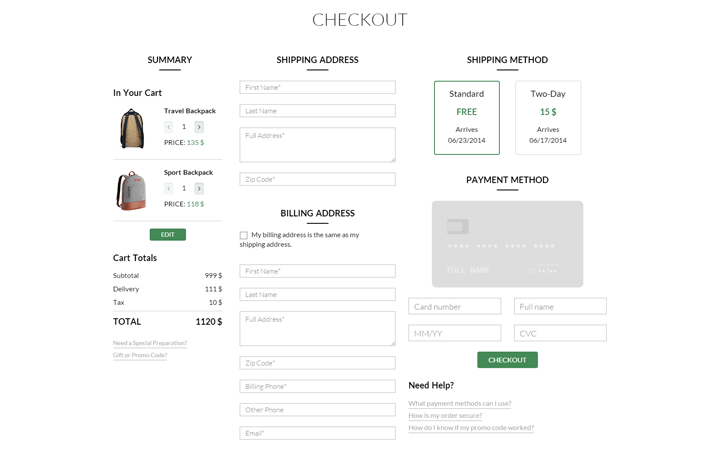 CHECKOUT
SUMMARY
In Your Cart
Travel Backpack
1
PRICE: 135 $
Sport Backpack
1
PRICE: 118 $
EDIT
Cart Totals
Subtotal 999 $
Delivery 111 $
Tax 10 $
TOTAL 1120 $
Need a Special Preparation?
Gift or Promo Code?
SHIPPING ADDRESS
First Name*
Last Name
Full Address*
Zip Code*
BILLING ADDRESS
My billing address is the same as my
shipping address.
First Name*
Last Name
Full Address*
Zip Code*
Billing Phone*
Other Phone
Email*
SHIPPING METHOD
Standard
FREE
Arrives
06/23/2014
Two-Day
15 $
Arrives
06/17/2014
PAYMENT METHOD
•••• •••• •••• ••••
FULL NAME ••/••
Card number
Full name
MM/YY
CVC
CHECKOUT
Need Help?
What payment methods can I use?
How is my order secure?
How do I know if my promo code worked?